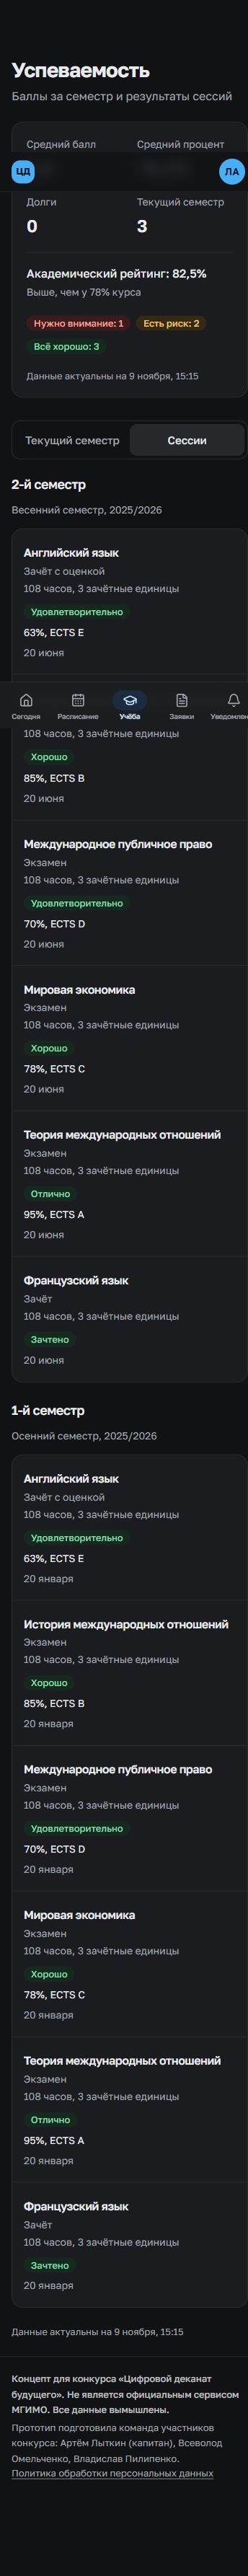 Успеваемость
Баллы за семестр и результаты сессий
Средний балл
Средний процент
ЦД
ЛА
Долги
Текущий семестр
0
3
Академический рейтинг: 82,5%
Выше, чем у 78% курса
Нужно внимание: 1
Есть риск: 2
Всё хорошо: 3
Данные актуальны на 9 ноября, 15:15
Текущий семестр
Сессии
2-й семестр
Весенний семестр, 2025/2026
Английский язык
Зачёт с оценкой
108 часов, 3 зачётные единицы
Удовлетворительно
63%, ECTS E
20 июня
Сегодня
Расписание
Учёба
Заявки
Уведомлен
108 часов, 3 зачётные единицы
Хорошо
85%, ECTS B
20 июня
Международное публичное право
Экзамен
108 часов, 3 зачётные единицы
Удовлетворительно
70%, ECTS D
20 июня
Мировая экономика
Экзамен
108 часов, 3 зачётные единицы
Хорошо
78%, ECTS C
20 июня
Теория международных отношений
Экзамен
108 часов, 3 зачётные единицы
Отлично
95%, ECTS A
20 июня
Французский язык
Зачёт
108 часов, 3 зачётные единицы
Зачтено
20 июня
1-й семестр
Осенний семестр, 2025/2026
Английский язык
Зачёт с оценкой
108 часов, 3 зачётные единицы
Удовлетворительно
63%, ECTS E
20 января
История международных отношений
Экзамен
108 часов, 3 зачётные единицы
Хорошо
85%, ECTS B
20 января
Международное публичное право
Экзамен
108 часов, 3 зачётные единицы
Удовлетворительно
70%, ECTS D
20 января
Мировая экономика
Экзамен
108 часов, 3 зачётные единицы
Хорошо
78%, ECTS C
20 января
Теория международных отношений
Экзамен
108 часов, 3 зачётные единицы
Отлично
95%, ECTS A
20 января
Французский язык
Зачёт
108 часов, 3 зачётные единицы
Зачтено
20 января
Данные актуальны на 9 ноября, 15:15
Концепт для конкурса «Цифровой деканат
будущего». Не является официальным сервисом
МГИМО. Все данные вымышлены.
Прототип подготовила команда участников
конкурса: Артём Лыткин (капитан), Всеволод
Омельченко, Владислав Пилипенко.
Политика обработки персональных данных